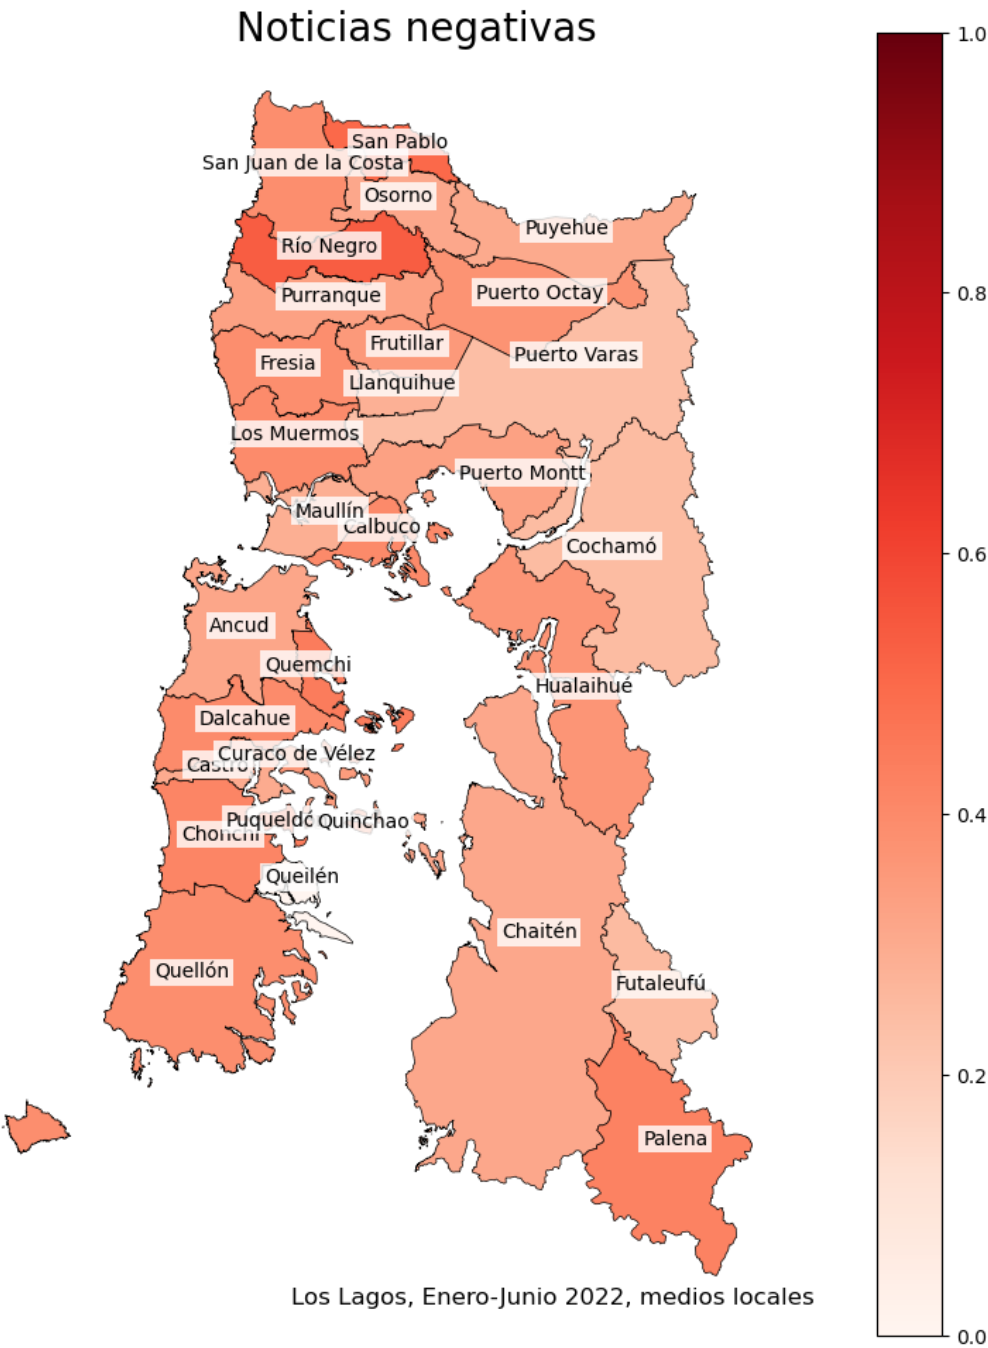 Noticias negativas
1.0
San Pablo
San Juan de la Costa
Osorno
Puyehue
Río Negro
Purranque
Puerto Octay
0.8
Frutillar
Puerto Varas
Fresia
Llanquihue
Los Muermos
Puerto Montt
Maullín
Calbuco
Cochamó
0.6
Ancud
Quemchi
Hualaihué
Dalcahue
Curaco de Vélez
Castro
Puqueldó
Quinchao
Chonchi
0.4
Queilén
Chaitén
Quellón
Futaleufú
0.2
Palena
Los Lagos, Enero-Junio 2022, medios locales
0.0